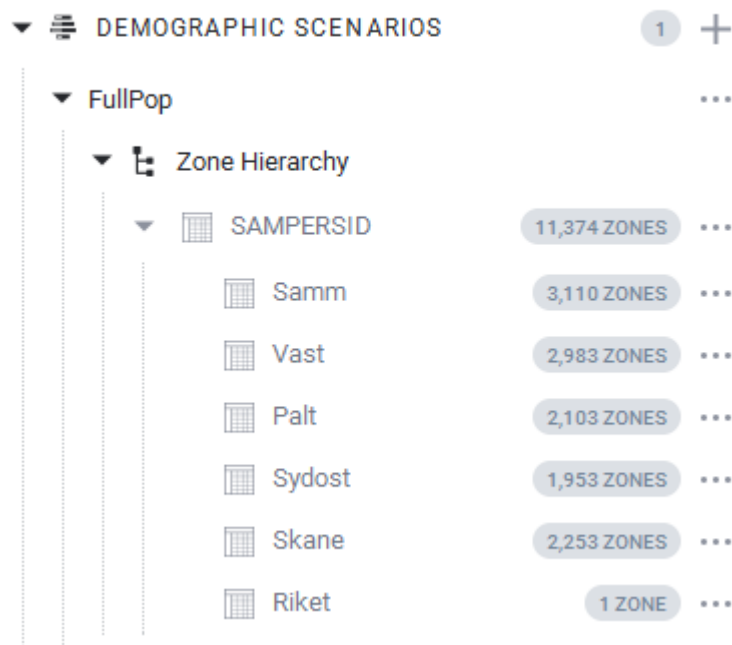 DEMOGRAPHIC SCENARIOS 1
FullPop
Zone Hierarchy
SAMPERSID 11,374 ZONES
Samm 3,110 ZONES
Vast 2,983 ZONES
Palt 2,103 ZONES
Sydost 1,953 ZONES
Skane 2,253 ZONES
Riket 1 ZONE